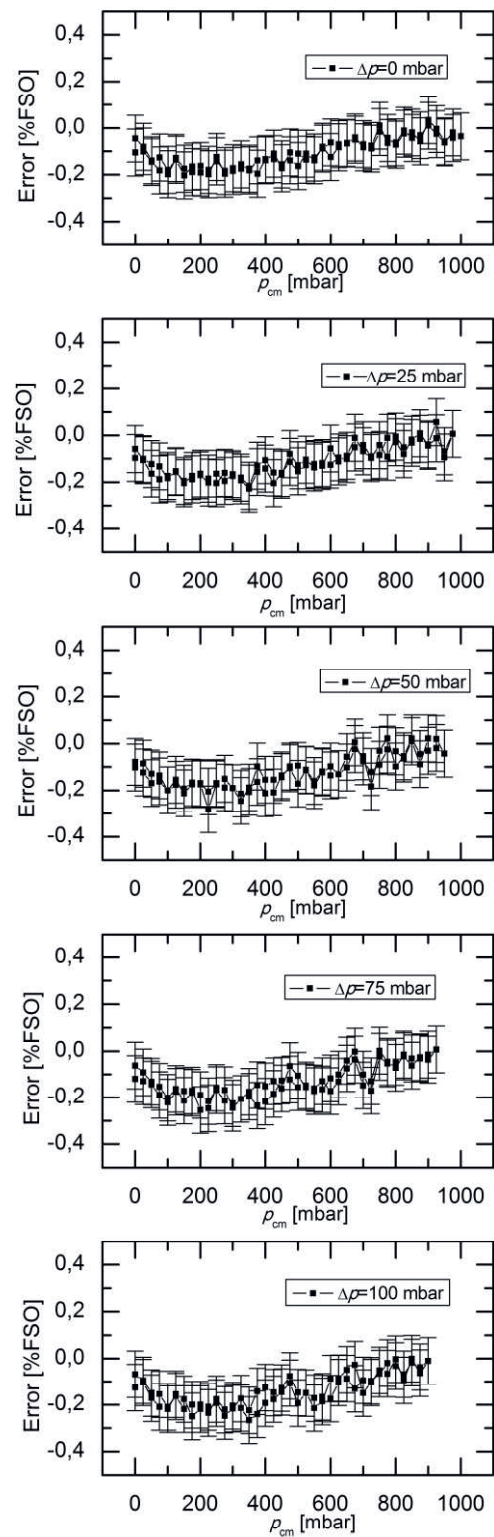 0,4
— ■ — Δp=0 mbar
0,2
0,0
-0,2
-0,4
Error [%FSO]
0 200 400 600 800 1000
p_cm [mbar]
0,4
— ■ — Δp=25 mbar
0,2
0,0
-0,2
-0,4
Error [%FSO]
0 200 400 600 800 1000
p_cm [mbar]
0,4
— ■ — Δp=50 mbar
0,2
0,0
-0,2
-0,4
Error [%FSO]
0 200 400 600 800 1000
p_cm [mbar]
0,4
— ■ — Δp=75 mbar
0,2
0,0
-0,2
-0,4
Error [%FSO]
0 200 400 600 800 1000
p_cm [mbar]
0,4
— ■ — Δp=100 mbar
0,2
0,0
-0,2
-0,4
Error [%FSO]
0 200 400 600 800 1000
p_cm [mbar]